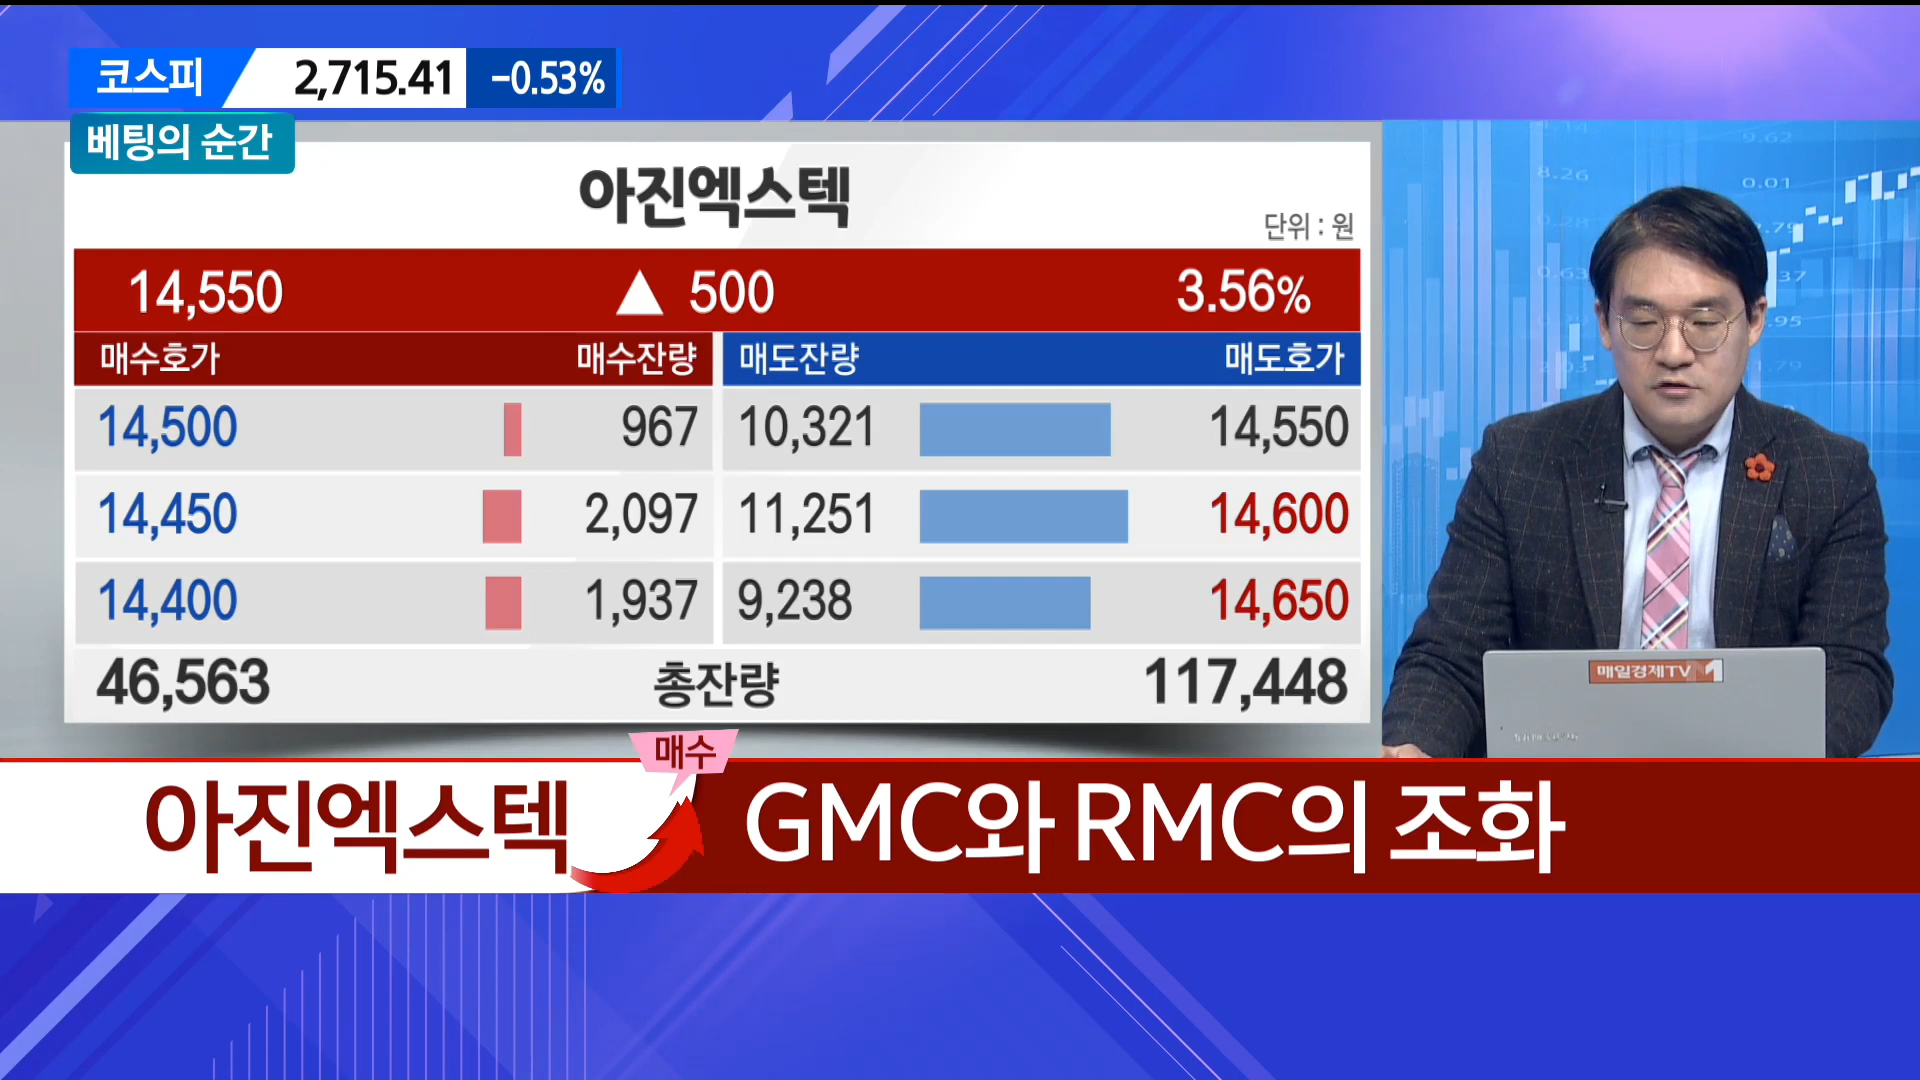 코스피 2,715.41 -0.53%
베팅의 순간
아진엑스텍
단위 : 원
14,550 ▲ 500 3.56%
매수호가 매수잔량 매도잔량 매도호가
14,500 967 10,321 14,550
14,450 2,097 11,251 14,600
14,400 1,937 9,238 14,650
46,563 총잔량 117,448
매일경제TV 1
매수
아진엑스텍 GMC와 RMC의 조화